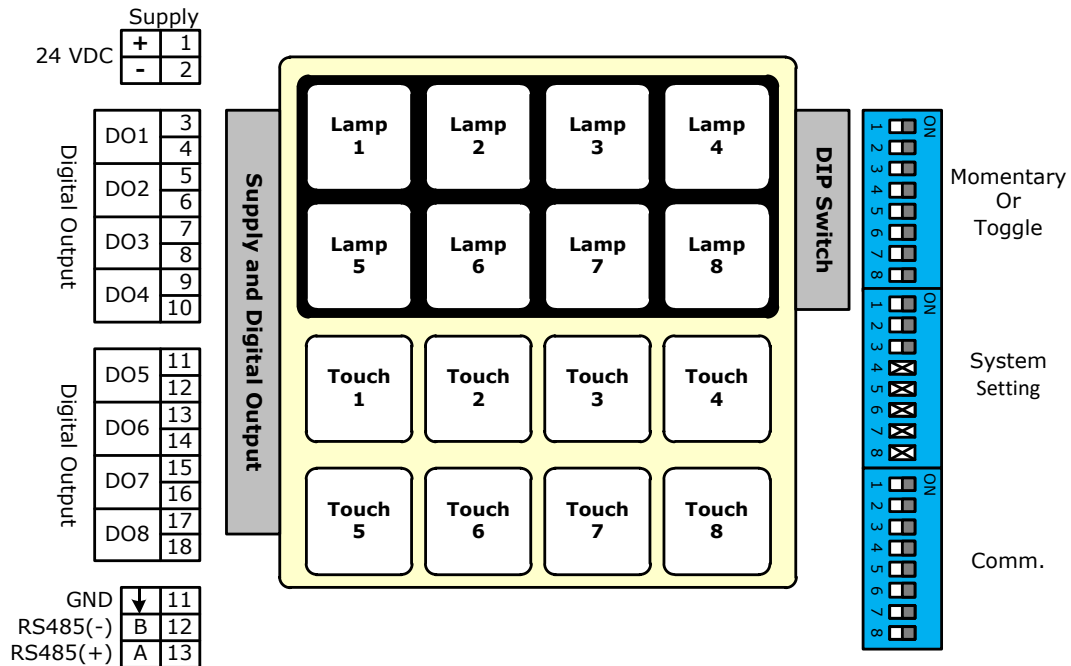 Supply
24 VDC
+ 1
- 2
Digital Output
DO1 3
4
DO2 5
6
DO3 7
8
DO4 9
10
Digital Output
DO5 11
12
DO6 13
14
DO7 15
16
DO8 17
18
GND 11
RS485(-) B 12
RS485(+) A 13
Supply and Digital Output
Lamp
1
Lamp
2
Lamp
3
Lamp
4
Lamp
5
Lamp
6
Lamp
7
Lamp
8
Touch
1
Touch
2
Touch
3
Touch
4
Touch
5
Touch
6
Touch
7
Touch
8
DIP Switch
ON
1
2
3
4
5
6
7
8
Momentary
Or
Toggle
ON
1
2
3
4
5
6
7
8
System
Setting
ON
1
2
3
4
5
6
7
8
Comm.